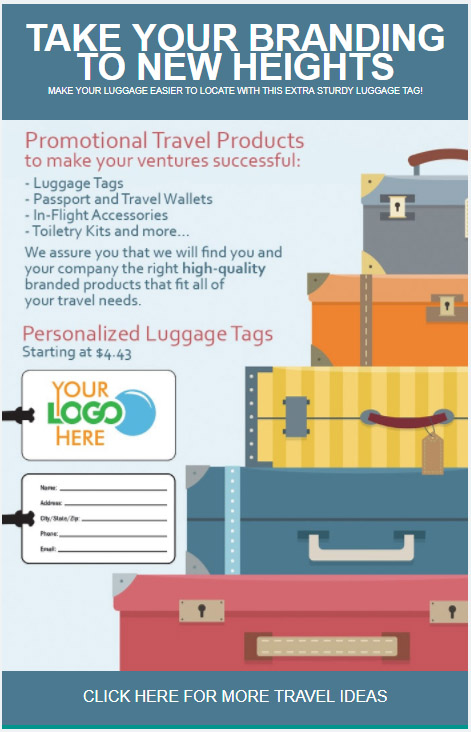 TAKE YOUR BRANDING
TO NEW HEIGHTS
MAKE YOUR LUGGAGE EASIER TO LOCATE WITH THIS EXTRA STURDY LUGGAGE TAG!
Promotional Travel Products
to make your ventures successful:
- Luggage Tags
- Passport and Travel Wallets
- In-Flight Accessories
- Toiletry Kits and more...
We assure you that we will find you and
your company the right high-quality
branded products that fit all of
your travel needs.
Personalized Luggage Tags
Starting at $4.43
YOUR
LOGO
HERE
Name:
Address:
City/State/Zip:
Phone:
Email:
CLICK HERE FOR MORE TRAVEL IDEAS